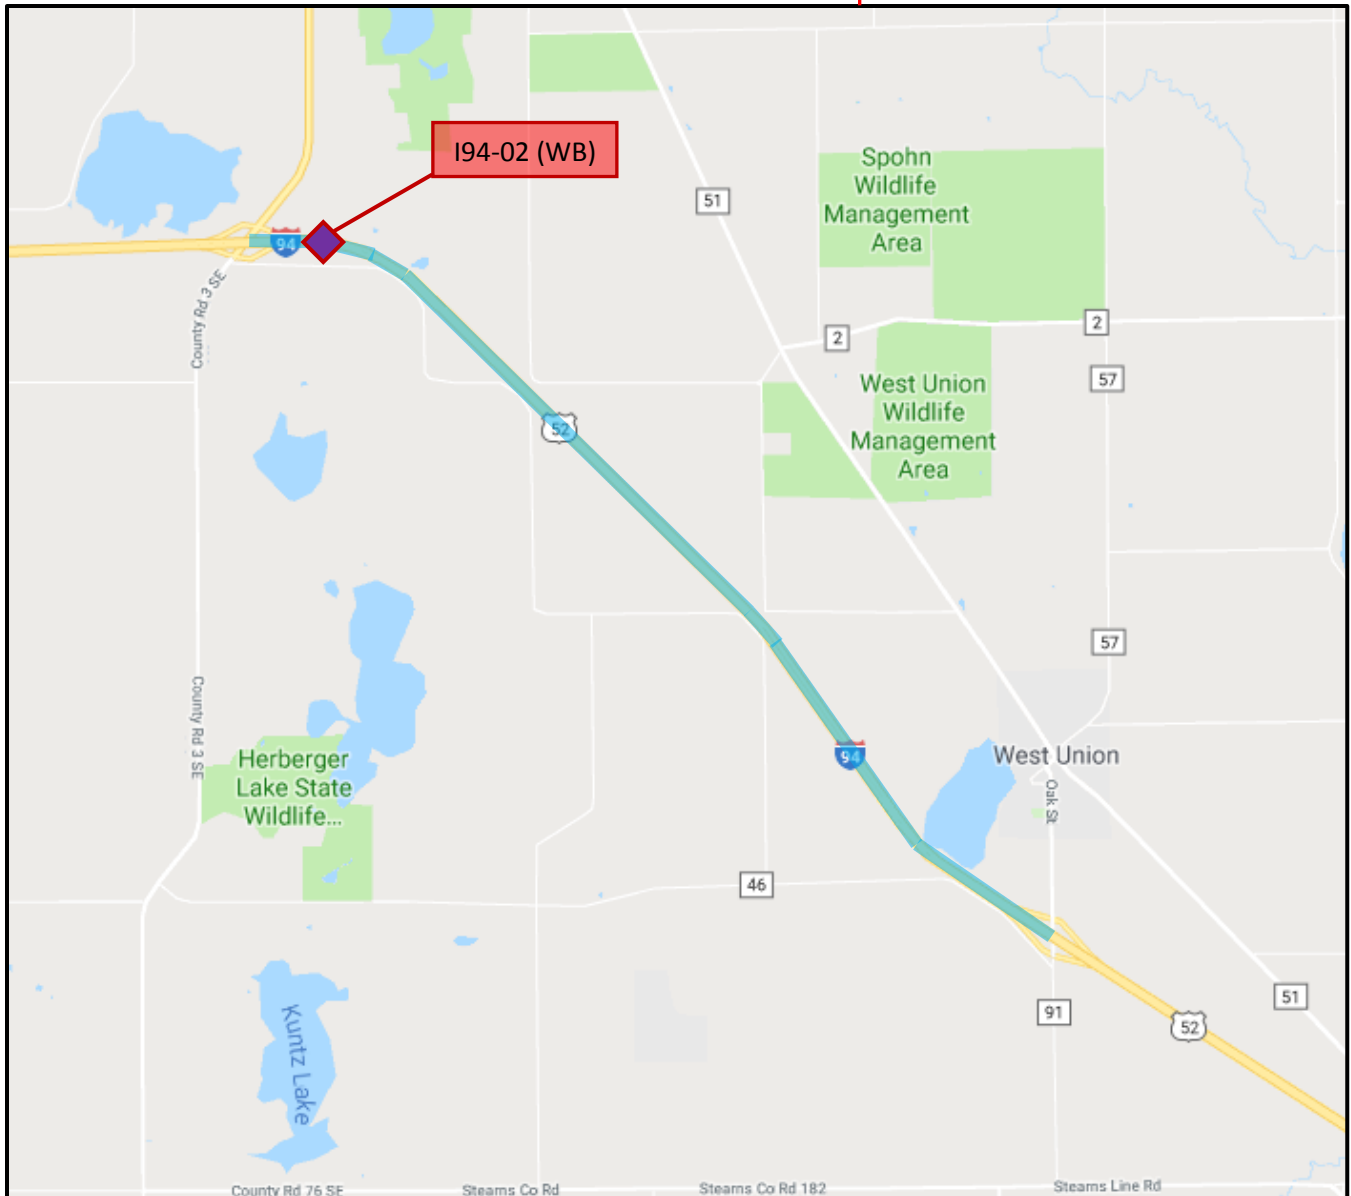 I94-02 (WB)
51
Spohn
Wildlife
Management
Area
94
County Rd 3 SE
2
2
57
West Union
Wildlife
Management
Area
52
57
County Rd 3 SE
Herberger
Lake State
Wildlife...
94
West Union
Oak St
46
Kuntz Lake
91
52
51
County Rd 76 SE
Stearns Co Rd
Stearns Co Rd 182
Stearns Line Rd